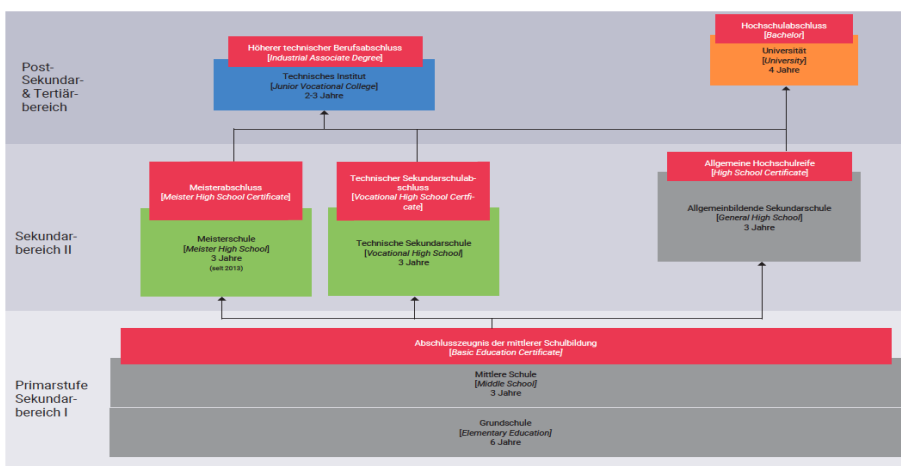 Höherer technischer Berufsabschluss
[Industrial Associate Degree]
Technisches Institut
[Junior Vocational College]
2-3 Jahre
Hochschulabschluss
[Bachelor]
Universität
[University]
4 Jahre
Post-
Sekundar-
& Tertiär-
bereich
Meisterabschluss
[Meister High School Certificate]
Meisterschule
[Meister High School]
3 Jahre
(seit 2013)
Technischer Sekundarschulab-
schluss
[Vocational High School Certifi-
cate]
Technische Sekundarschule
[Vocational High School]
3 Jahre
Allgemeine Hochschulreife
[High School Certificate]
Allgemeinbildende Sekundarschule
[General High School]
3 Jahre
Sekundar-
bereich II
Abschlusszeugnis der mittlerer Schulbildung
[Basic Education Certificate]
Mittlere Schule
[Middle School]
3 Jahre
Grundschule
[Elementary Education]
6 Jahre
Primarstufe
Sekundar-
bereich I